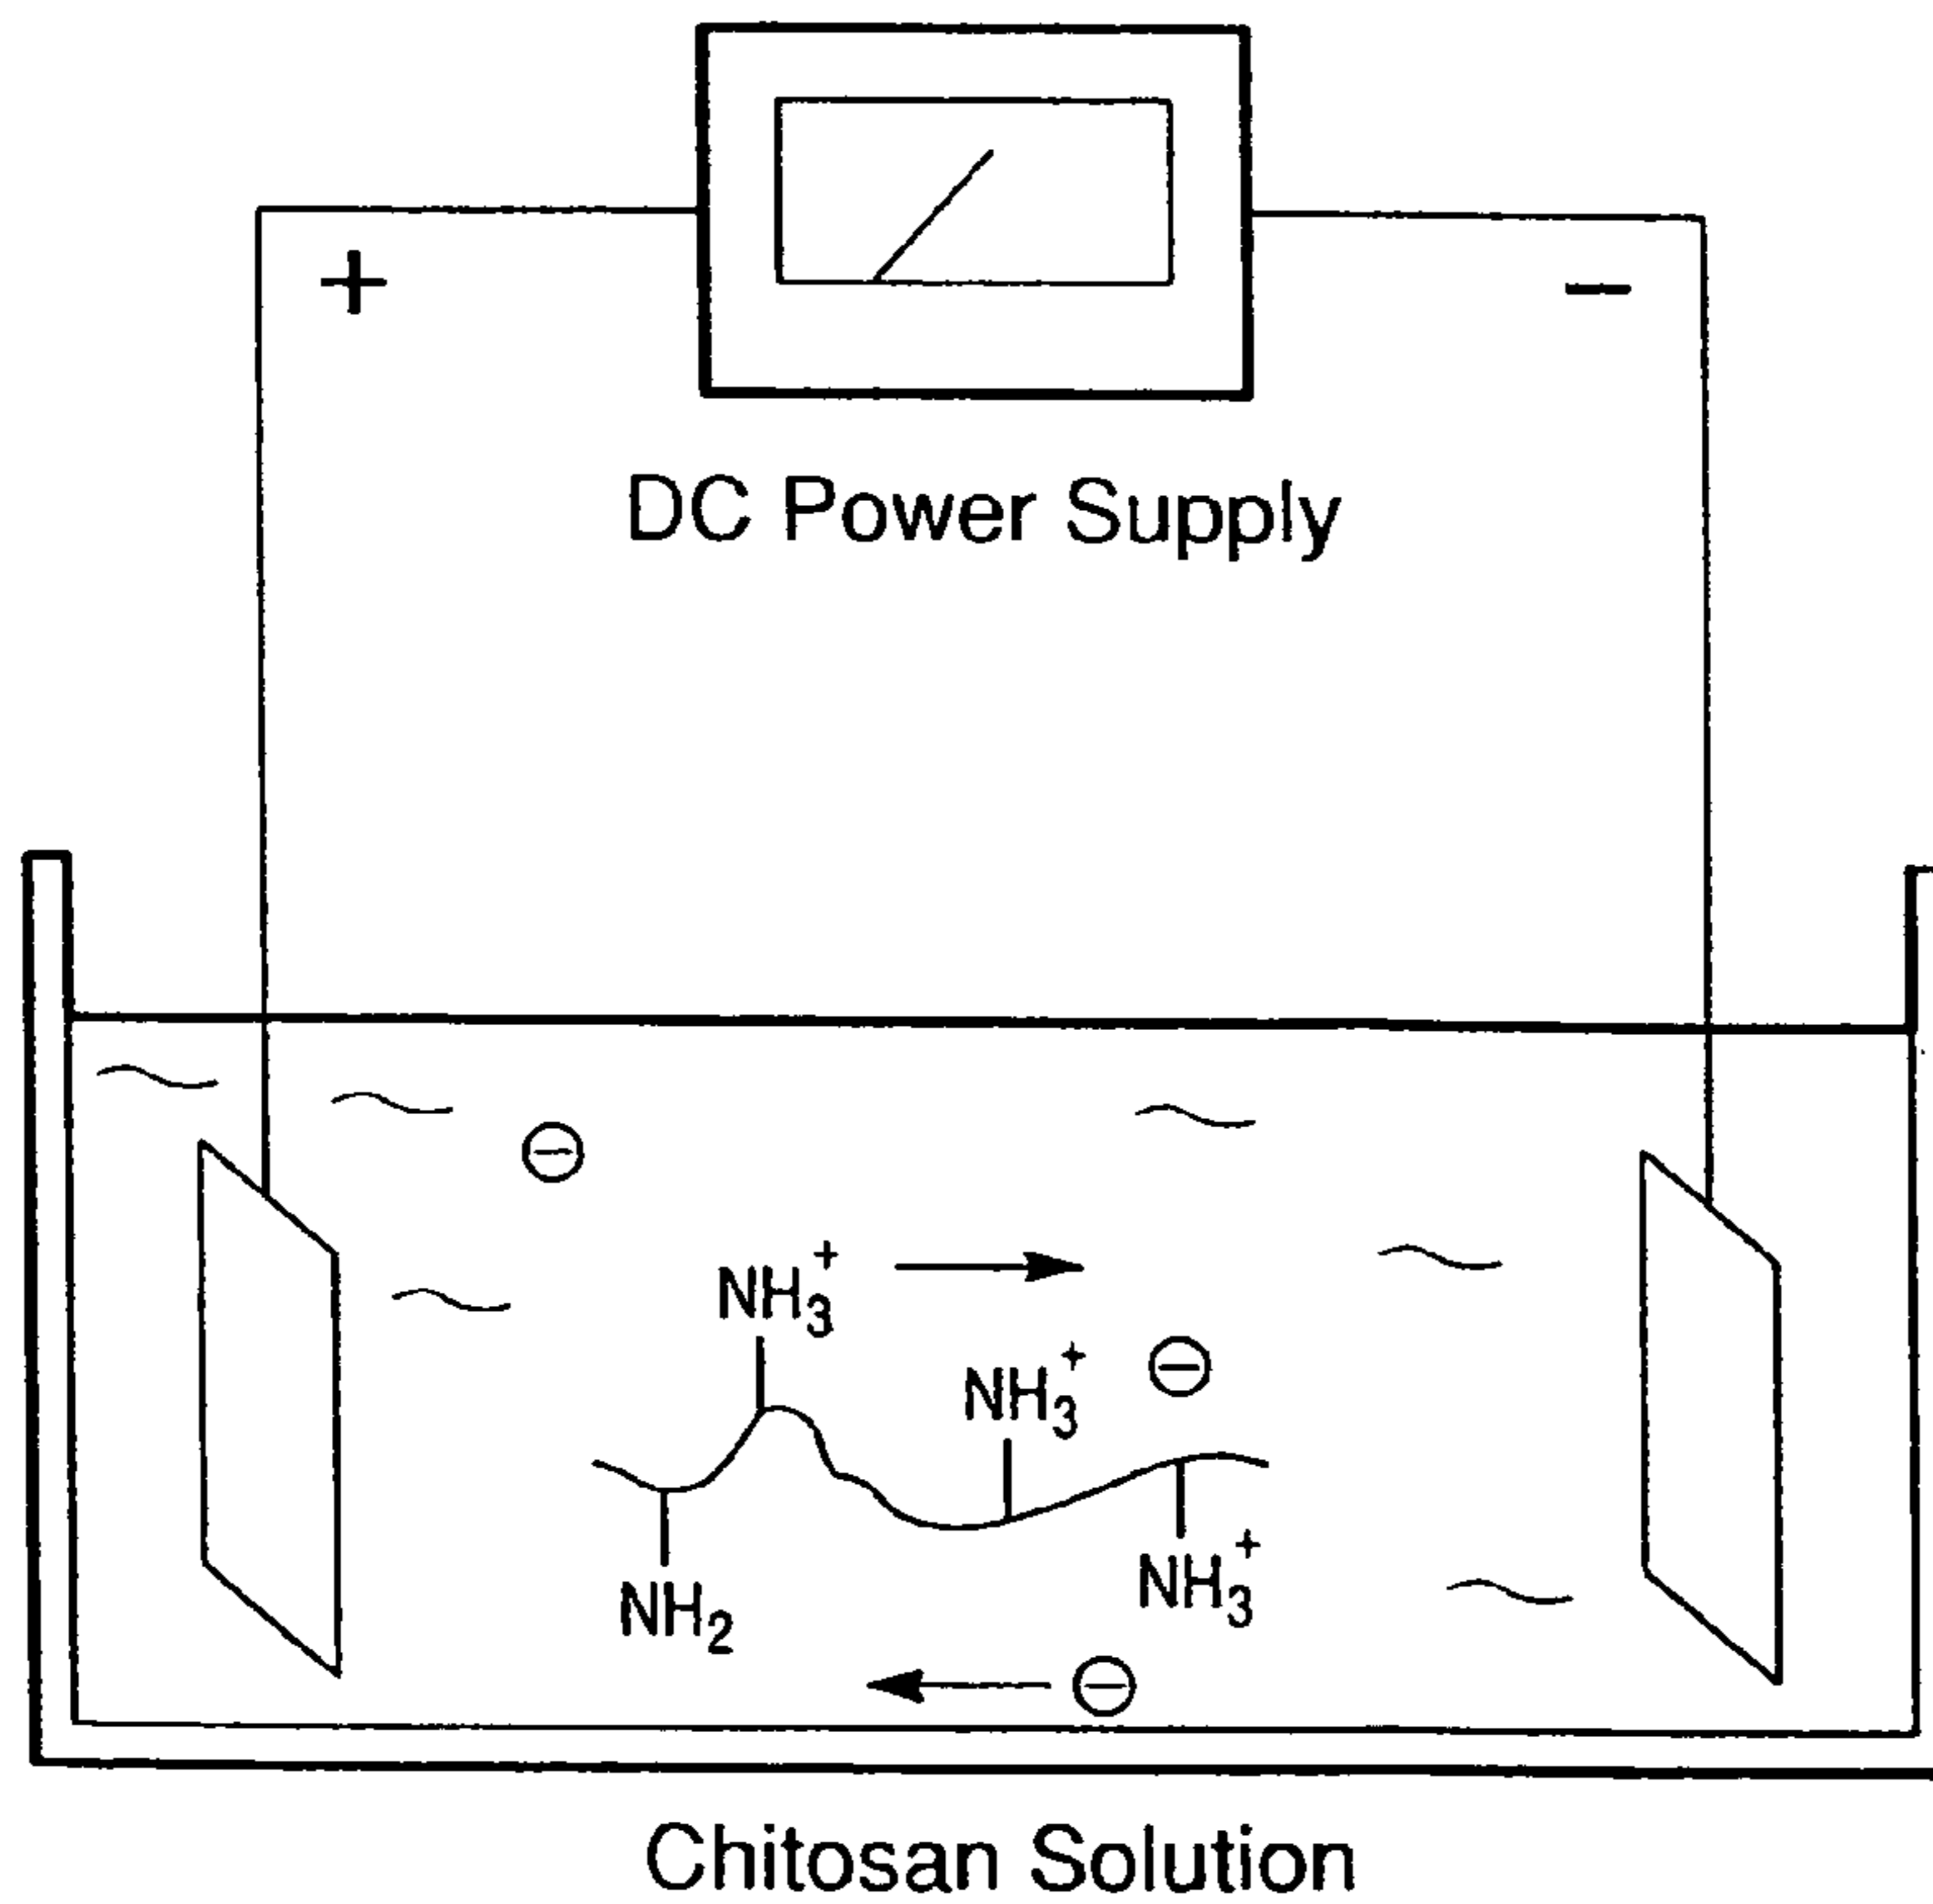 +
−
DC Power Supply
⊖
NH₃⁺
NH₃⁺
⊖
NH₂
NH₃⁺
⊖
Chitosan Solution